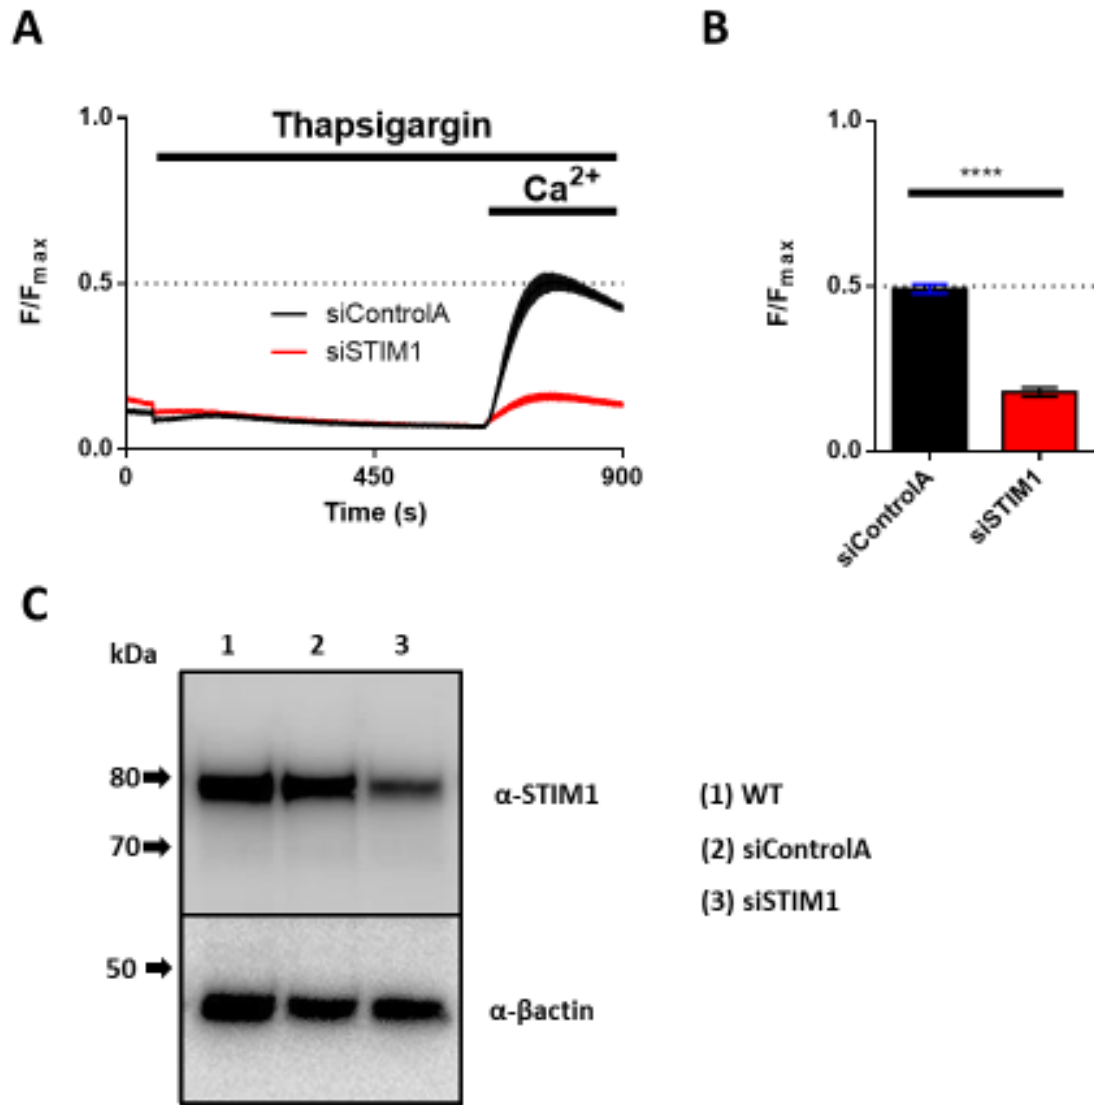 A
B
1.0
Thapsigargin
Ca²⁺
F/Fmax
0.5
siControlA
siSTIM1
0.0
0
450
900
Time (s)
1.0
****
F/Fmax
0.5
0.0
siControlA
siSTIM1
C
kDa
1 2 3
80
α-STIM1
70
50
α-βactin
(1) WT
(2) siControlA
(3) siSTIM1